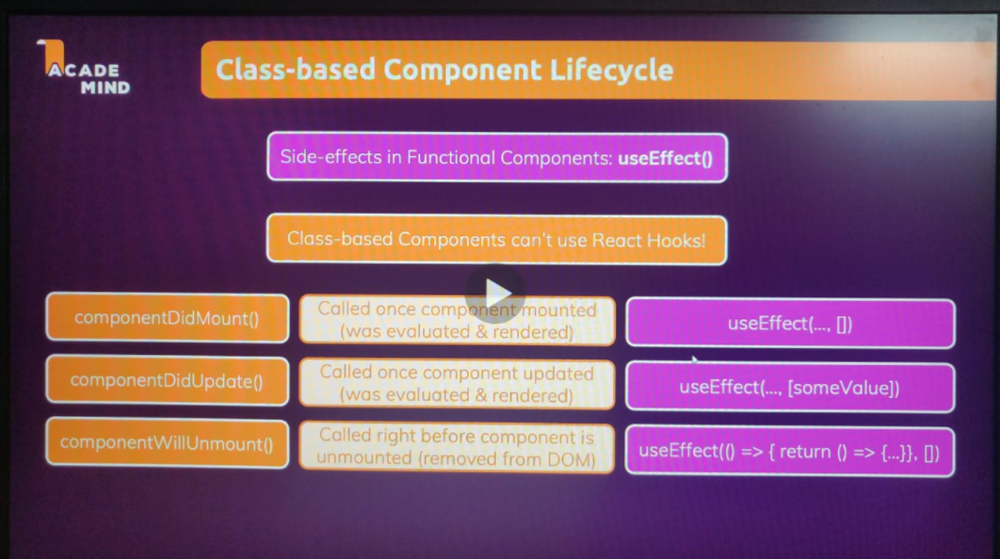 ACADE
MIND
Class-based Component Lifecycle
Side-effects in Functional Components: useEffect()
Class-based Components can't use React Hooks!
componentDidMount()
Called once component mounted
(was evaluated & rendered)
useEffect(..., [])
componentDidUpdate()
Called once component updated
(was evaluated & rendered)
useEffect(..., [someValue])
componentWillUnmount()
Called right before component is
unmounted (removed from DOM)
useEffect(() => { return () => {...}}, [])